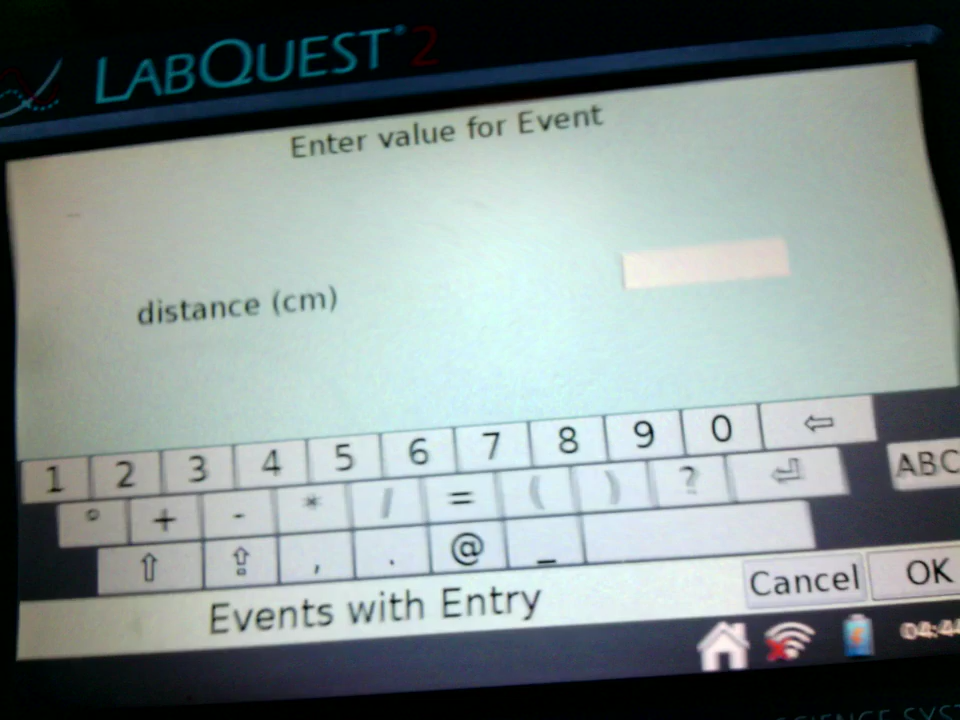 LABQUEST® 2
Enter value for Event
distance (cm)
1 2 3 4 5 6 7 8 9 0 ⇦
° + - * / = ( ) ? ⏎ ABC
⇧ ⇪ , . @ _
Cancel OK
Events with Entry